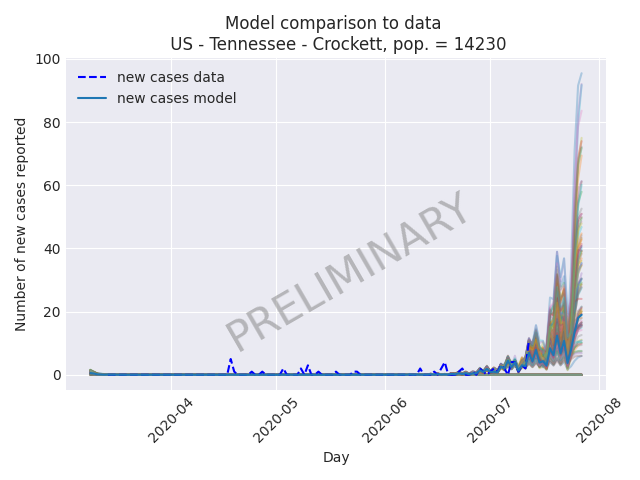 Model comparison to data
US - Tennessee - Crockett, pop. = 14230
new cases data
new cases model
Number of new cases reported
100
80
60
40
20
0
PRELIMINARY
2020-04
2020-05
2020-06
2020-07
2020-08
Day